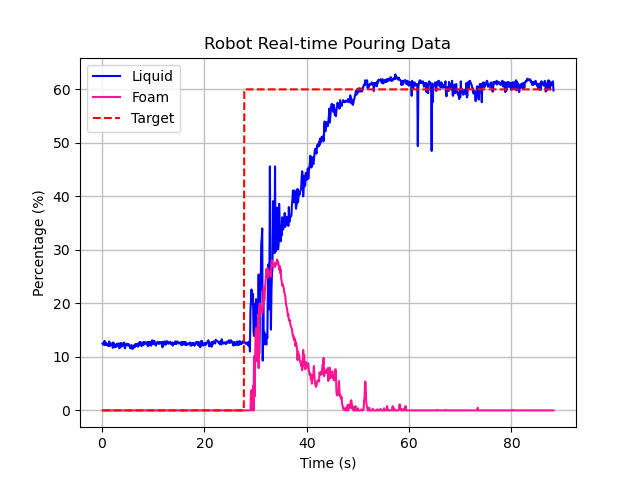 Robot Real-time Pouring Data
Liquid
Foam
Target
Percentage (%)
60
50
40
30
20
10
0
0 20 40 60 80
Time (s)